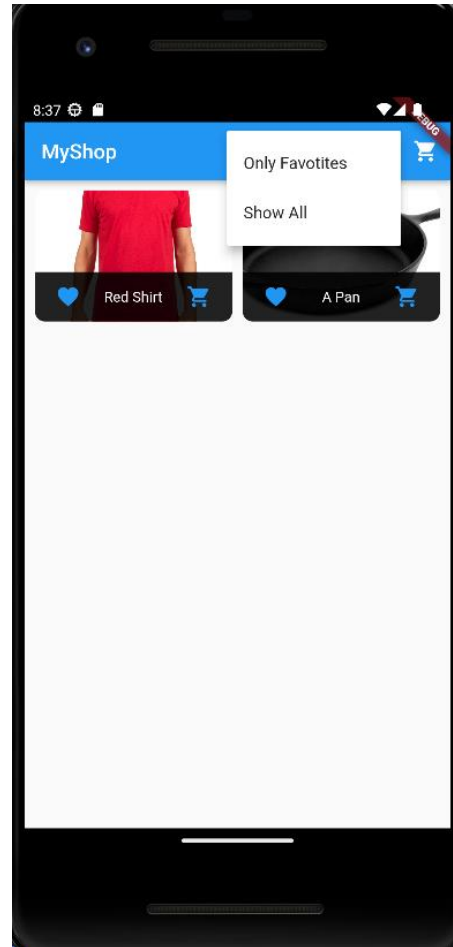 8:37
DEBUG
MyShop
Only Favotites
Show All
Red Shirt
A Pan